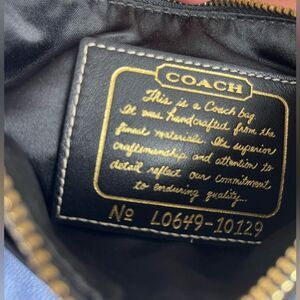 COACH
This is a Coach bag.
It was handcrafted from the
finest materials. Its superior
craftsmanship and attention to
detail reflect our commitment
to enduring quality.
No L0649-10129